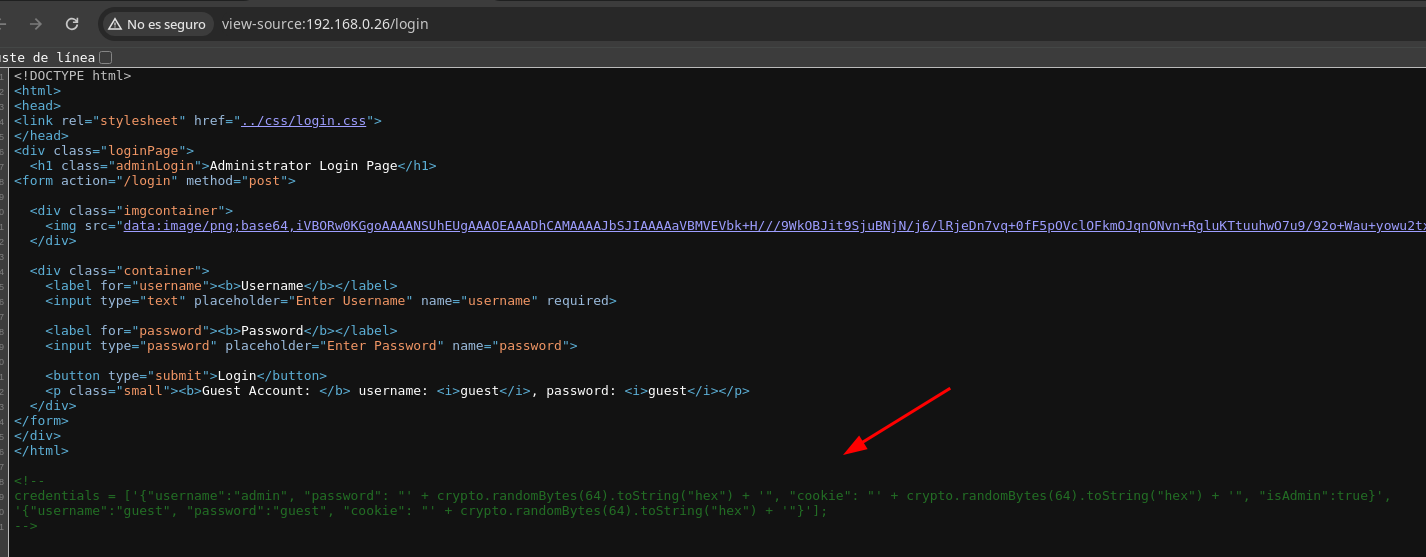 No es seguro view-source:192.168.0.26/login
ste de línea
<!DOCTYPE html>
<html>
<head>
<link rel="stylesheet" href="../css/login.css">
</head>
<div class="loginPage">
  <h1 class="adminLogin">Administrator Login Page</h1>
<form action="/login" method="post">
  <div class="imgcontainer">
    <img src="data:image/png;base64,iVBORw0KGgoAAAANSUhEUgAAAOEAAADhCAMAAAAJbSJIAAAAaVBMVEVbk+H///9WkOBJit9SjuBNjN/j6/lRjeDn7vq+0fF5pOVclOFkmOJqnONvn+RgluKTtuuhwO7u9/92o+Wau+yowu2tx
  </div>
  <div class="container">
    <label for="username"><b>Username</b></label>
    <input type="text" placeholder="Enter Username" name="username" required>
    <label for="password"><b>Password</b></label>
    <input type="password" placeholder="Enter Password" name="password">
    <button type="submit">Login</button>
    <p class="small"><b>Guest Account: </b> username: <i>guest</i>, password: <i>guest</i></p>
  </div>
</form>
</div>
</html>
<!--
credentials = ['{"username":"admin", "password": "' + crypto.randomBytes(64).toString("hex") + '", "cookie": "' + crypto.randomBytes(64).toString("hex") + '", "isAdmin":true}',
'{"username":"guest", "password":"guest", "cookie": "' + crypto.randomBytes(64).toString("hex") + '"}'];
-->